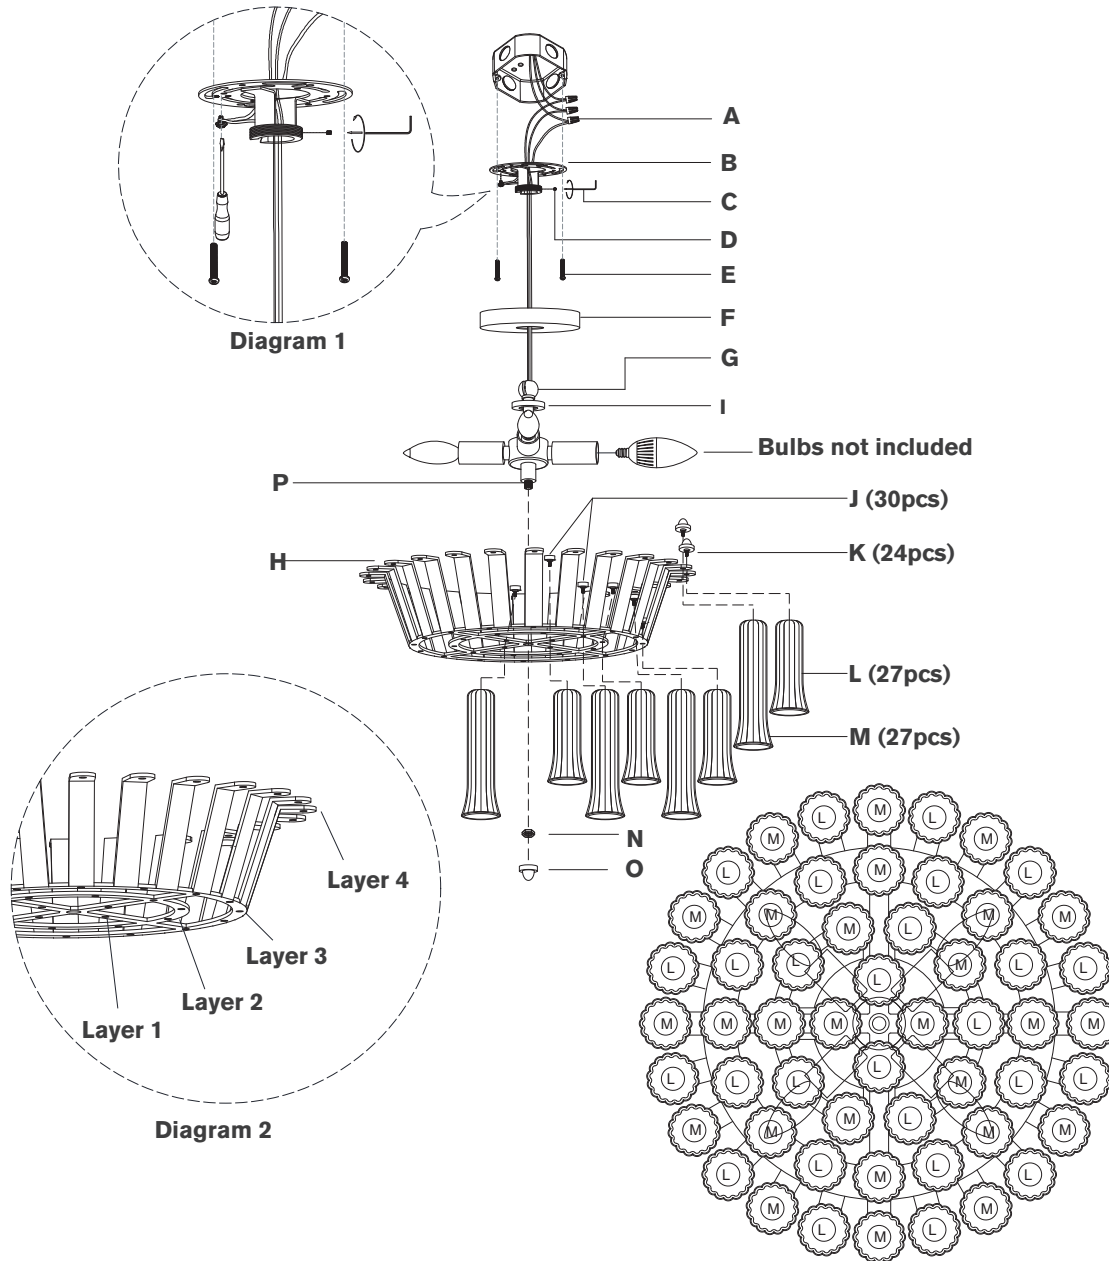 A
B
C
D
E
F
G
I
Bulbs not included
P
J (30pcs)
H
K (24pcs)
L (27pcs)
M (27pcs)
N
O
Diagram 1
Layer 4
Layer 3
Layer 2
Layer 1
Diagram 2
L M L
M M
L M L
L L
M M M M
M L
L L L M L L
L
M M M M M L M M
L
L L L M L L
M L
M M M M
L L
L M L
M M
L M L